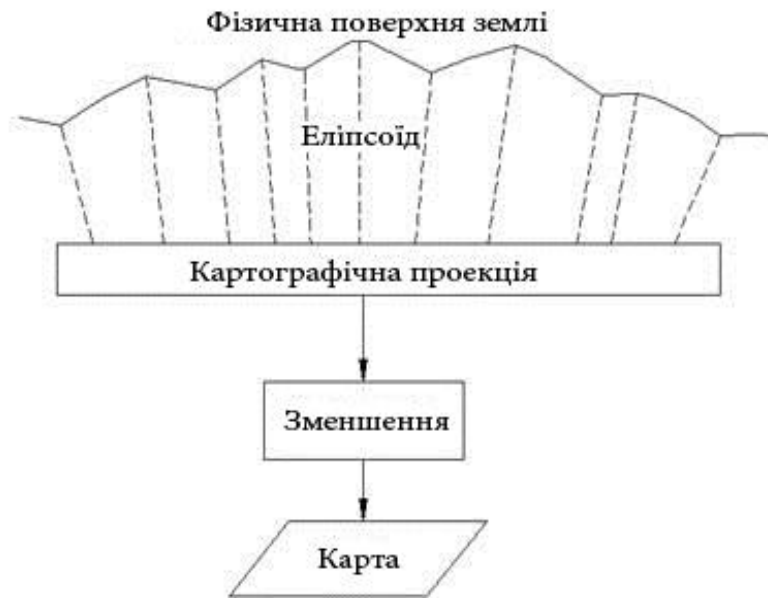 Фізична поверхня землі
Еліпсоїд
Картографічна проекція
Зменшення
Карта